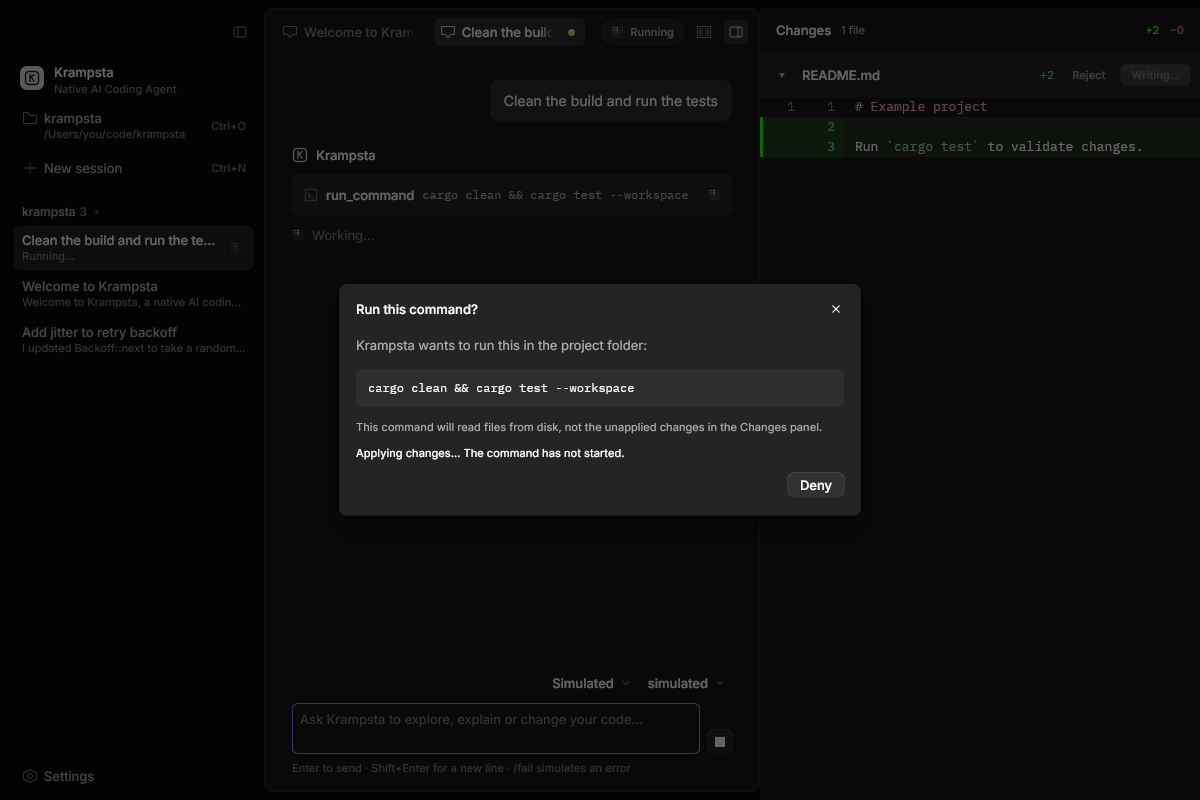 Krampsta
Native AI Coding Agent
krampsta
/Users/you/code/krampsta
Ctrl+O
New session
Ctrl+N
krampsta 3
Clean the build and run the te...
Running...
Welcome to Krampsta
Welcome to Krampsta, a native AI codin...
Add jitter to retry backoff
I updated Backoff::next to take a random...
Settings
Welcome to Kram
Clean the buil
Running
Clean the build and run the tests
Krampsta
run_command cargo clean && cargo test --workspace
Working...
Run this command?
Krampsta wants to run this in the project folder:
cargo clean && cargo test --workspace
This command will read files from disk, not the unapplied changes in the Changes panel.
Applying changes... The command has not started.
Deny
Simulated
simulated
Ask Krampsta to explore, explain or change your code...
Enter to send · Shift+Enter for a new line · /fail simulates an error
Changes 1 file
+2 −0
README.md
+2
Reject
Writing...
1 1 # Example project
2
3 Run `cargo test` to validate changes.